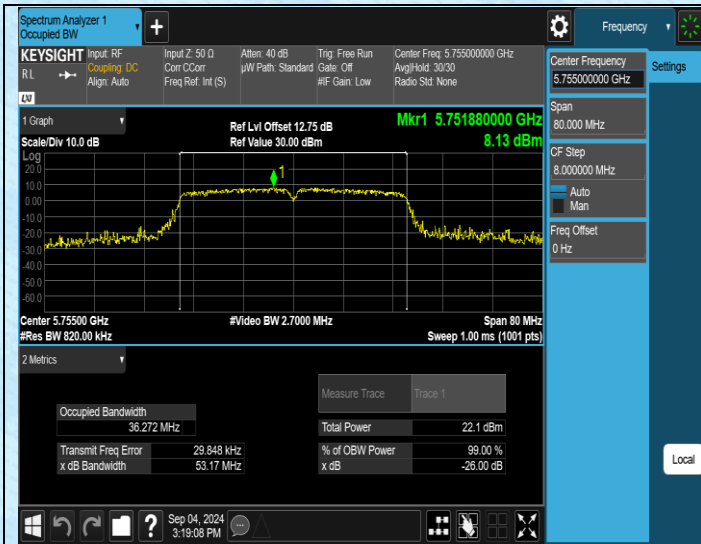 Spectrum Analyzer 1
Occupied BW
+
Frequency
KEYSIGHT
RL
LXI
Input: RF
Coupling: DC
Align: Auto
Input Z: 50 Ω
Corr CCorr
Freq Ref: Int (S)
Atten: 40 dB
µW Path: Standard
Trig: Free Run
Gate: Off
#IF Gain: Low
Center Freq: 5.755000000 GHz
Avg|Hold: 30/30
Radio Std: None
Center Frequency
5.755000000 GHz
Settings
Span
80.000 MHz
CF Step
8.000000 MHz
Auto
Man
Freq Offset
0 Hz
1 Graph
Scale/Div 10.0 dB
Ref Lvl Offset 12.75 dB
Ref Value 30.00 dBm
Mkr1 5.751880000 GHz
8.13 dBm
Log
20.0
10.0
0.00
-10.0
-20.0
-30.0
-40.0
-50.0
-60.0
1
Center 5.75500 GHz
#Res BW 820.00 kHz
#Video BW 2.7000 MHz
Span 80 MHz
Sweep 1.00 ms (1001 pts)
2 Metrics
Measure Trace Trace 1
Occupied Bandwidth
36.272 MHz
Total Power 22.1 dBm
Transmit Freq Error 29.848 kHz
% of OBW Power 99.00 %
x dB Bandwidth 53.17 MHz
x dB -26.00 dB
Local
?
Sep 04, 2024
3:19:08 PM